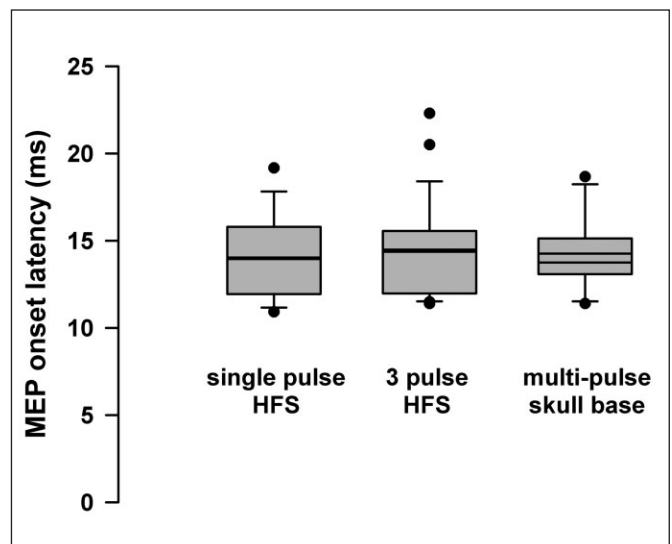 MEP onset latency (ms)
25
20
15
10
5
0
single pulse
HFS
3 pulse
HFS
multi-pulse
skull base